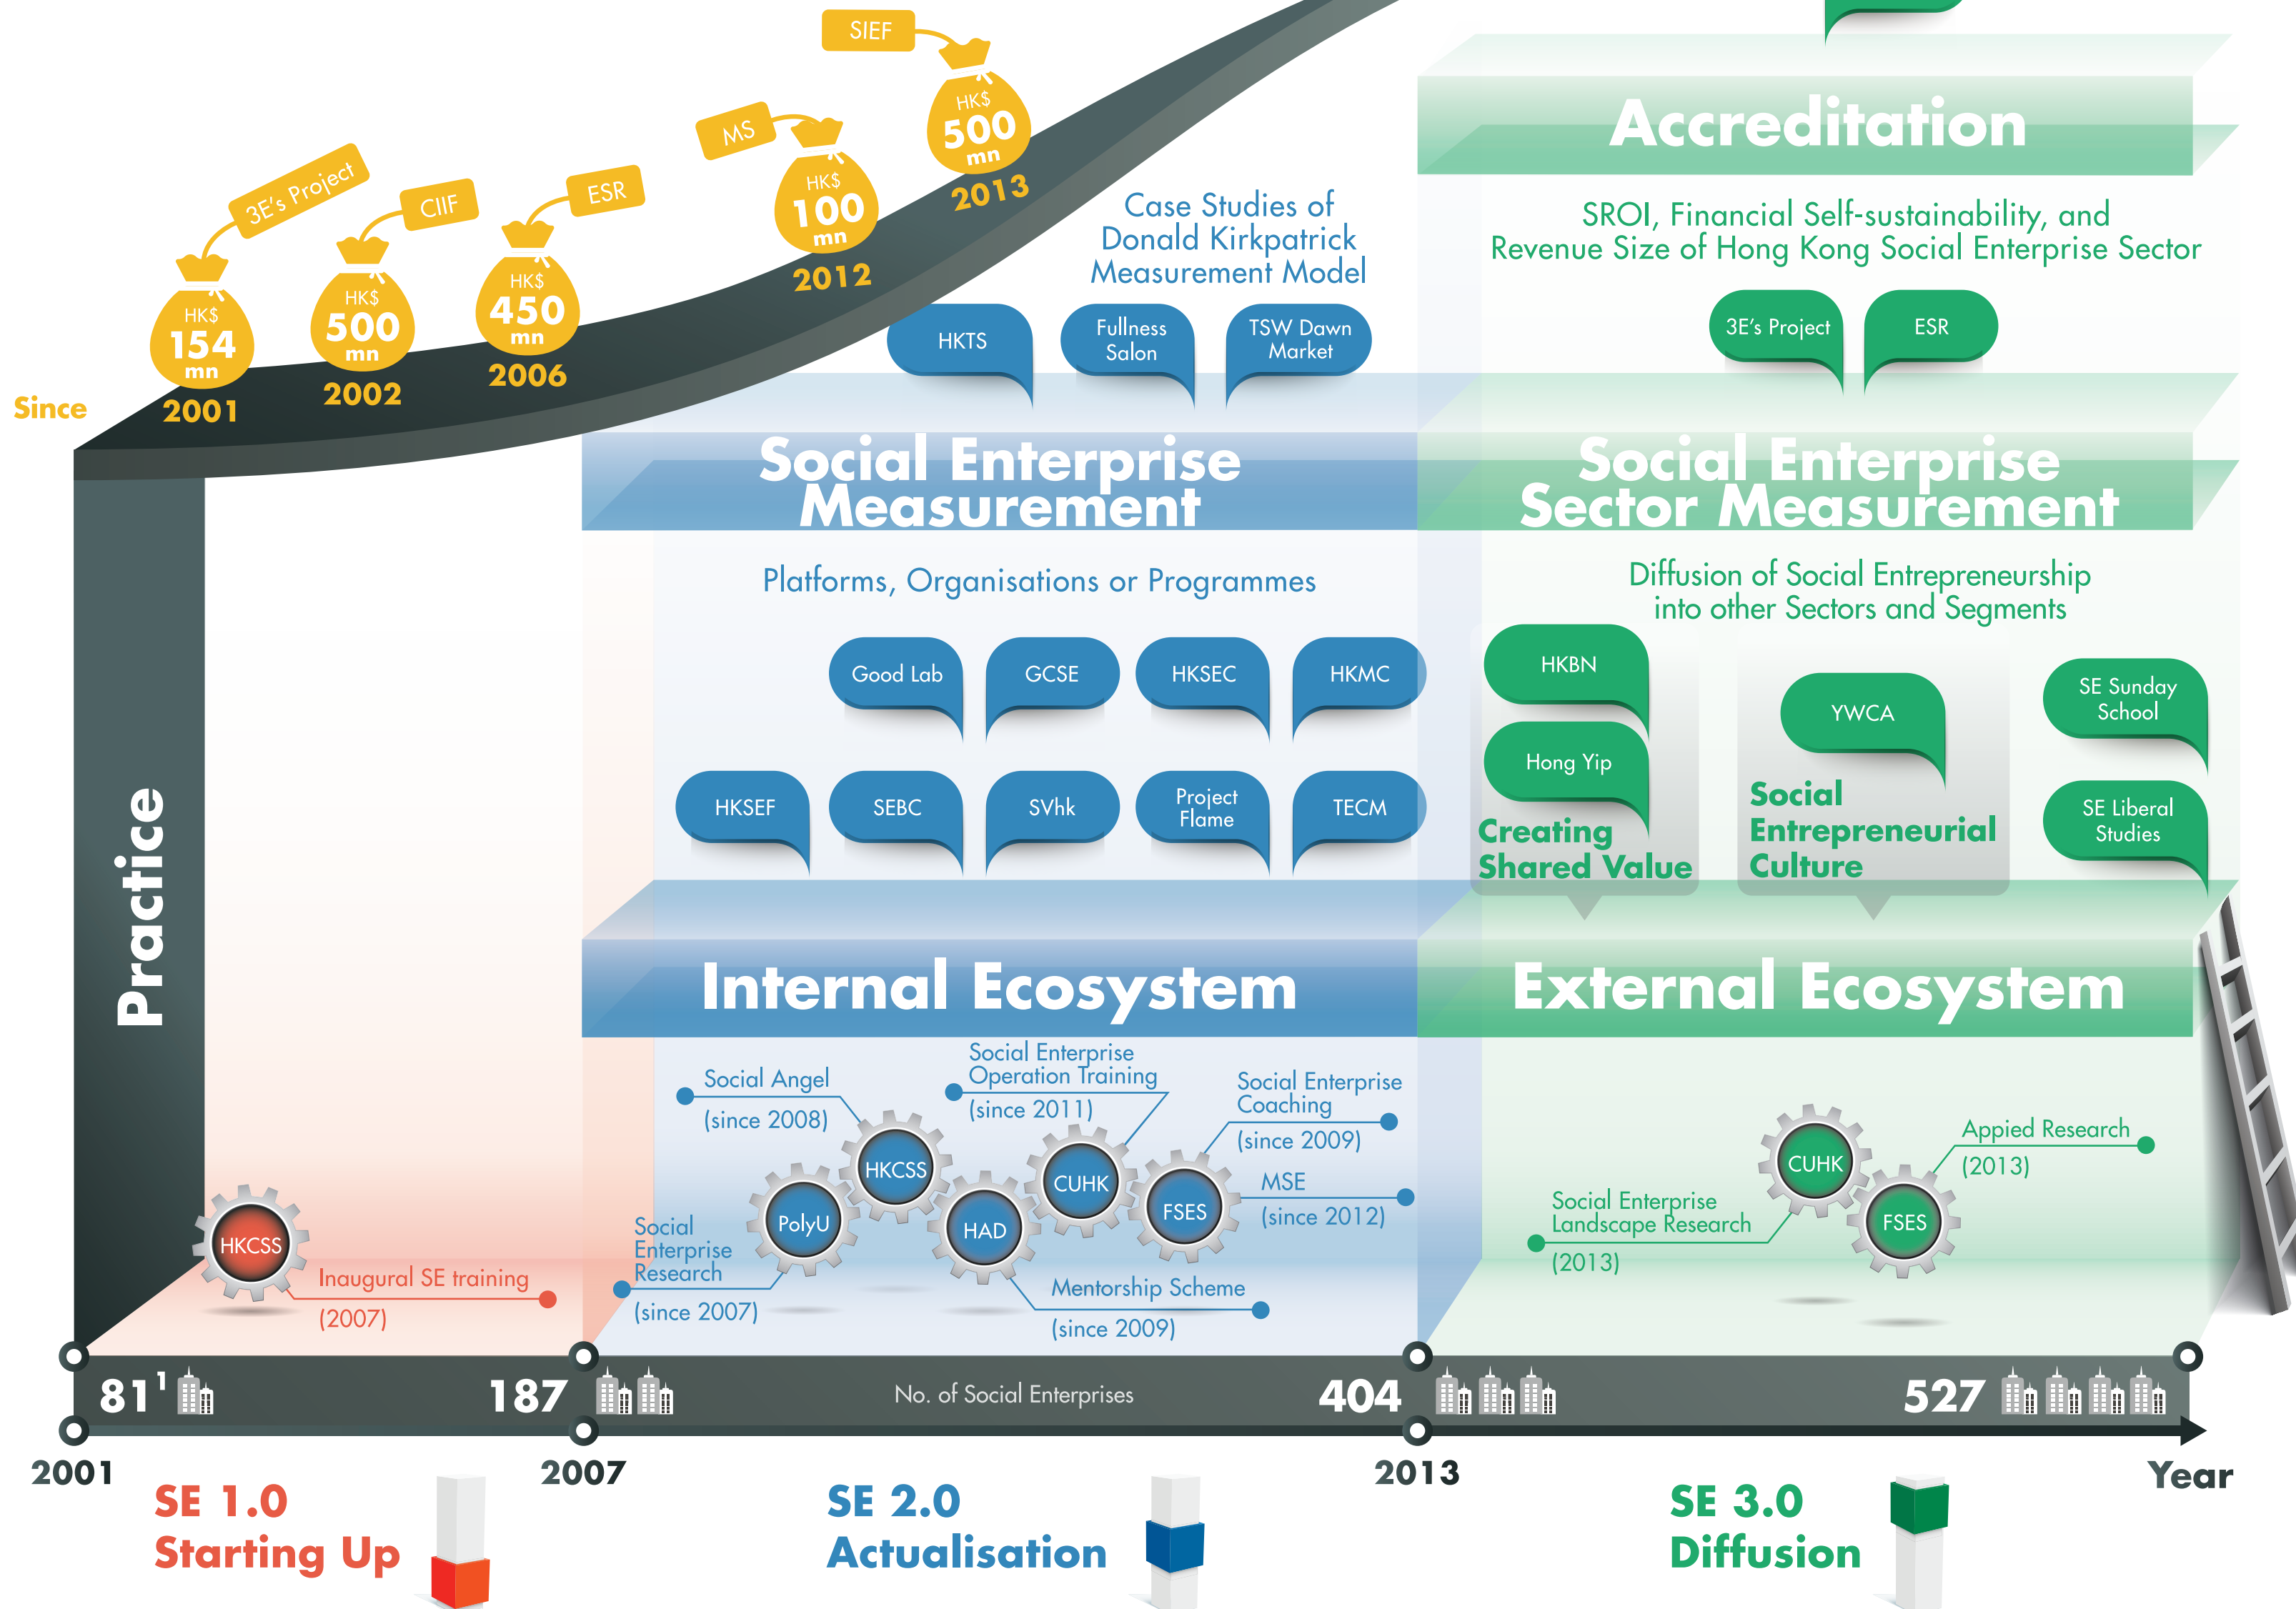 SIEF
HK$
500
mn
2013
MS
HK$
100
mn
2012
3E's Project
HK$
154
mn
2001
CIIF
HK$
500
mn
2002
ESR
HK$
450
mn
2006
Since
Accreditation
Case Studies of
Donald Kirkpatrick
Measurement Model
SROI, Financial Self-sustainability, and
Revenue Size of Hong Kong Social Enterprise Sector
HKTS
Fullness
Salon
TSW Dawn
Market
3E's Project
ESR
Social Enterprise
Measurement
Social Enterprise
Sector Measurement
Platforms, Organisations or Programmes
Diffusion of Social Entrepreneurship
into other Sectors and Segments
Good Lab
GCSE
HKSEC
HKMC
HKSEF
SEBC
SVhk
Project
Flame
TECM
HKBN
Hong Yip
Creating
Shared Value
YWCA
Social
Entrepreneurial
Culture
SE Sunday
School
SE Liberal
Studies
Practice
Internal Ecosystem
External Ecosystem
HKCSS
Inaugural SE training
(2007)
Social Angel
(since 2008)
HKCSS
Social
Enterprise
Research
(since 2007)
PolyU
HAD
Mentorship Scheme
(since 2009)
Social Enterprise
Operation Training
(since 2011)
CUHK
Social Enterprise
Coaching
(since 2009)
FSES
MSE
(since 2012)
Social Enterprise
Landscape Research
(2013)
CUHK
FSES
Appied Research
(2013)
81¹
187
No. of Social Enterprises
404
527
2001
2007
2013
Year
SE 1.0
Starting Up
SE 2.0
Actualisation
SE 3.0
Diffusion